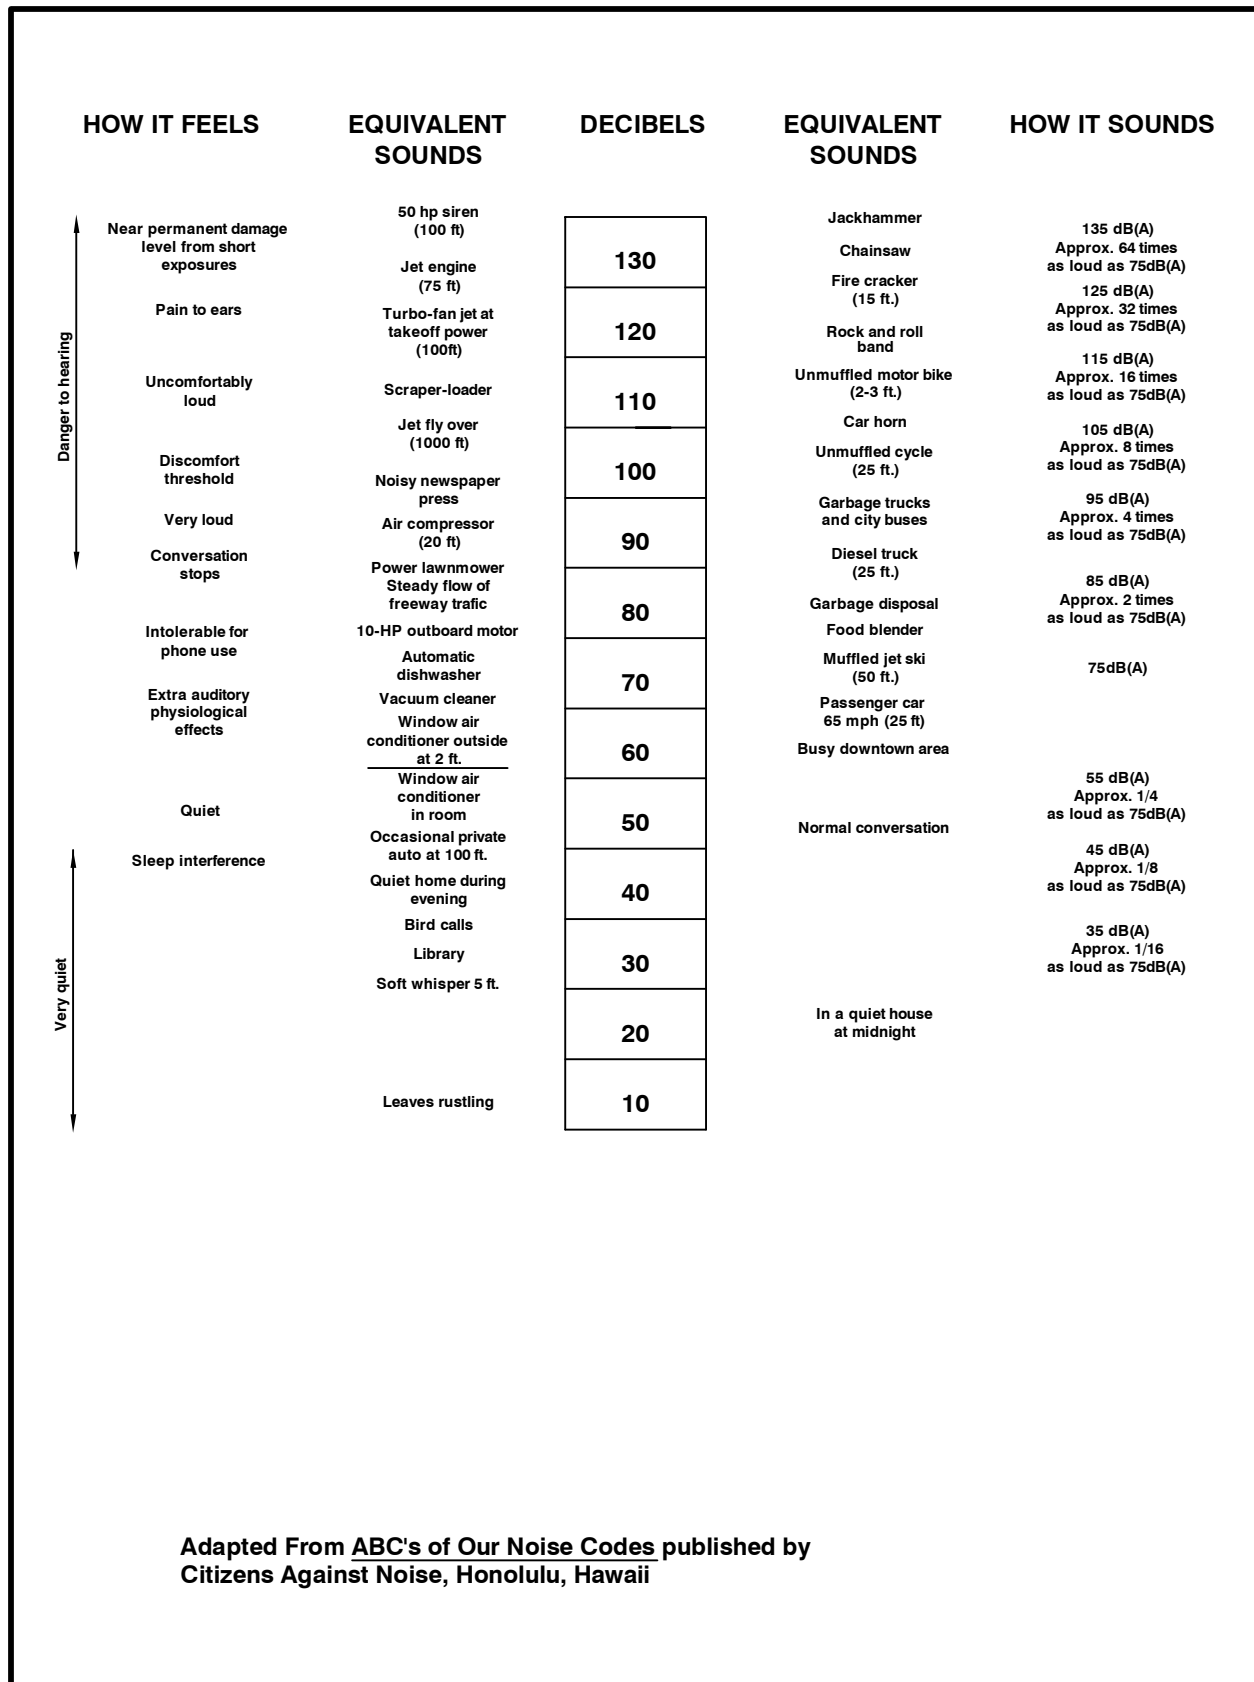 HOW IT FEELS
EQUIVALENT
SOUNDS
DECIBELS
EQUIVALENT
SOUNDS
HOW IT SOUNDS
Danger to hearing
Near permanent damage
level from short
exposures
Pain to ears
Uncomfortably
loud
Discomfort
threshold
Very loud
Conversation
stops
Intolerable for
phone use
Extra auditory
physiological
effects
Quiet
Sleep interference
Very quiet
50 hp siren
(100 ft)
Jet engine
(75 ft)
Turbo-fan jet at
takeoff power
(100ft)
Scraper-loader
Jet fly over
(1000 ft)
Noisy newspaper
press
Air compressor
(20 ft)
Power lawnmower
Steady flow of
freeway trafic
10-HP outboard motor
Automatic
dishwasher
Vacuum cleaner
Window air
conditioner outside
at 2 ft.
Window air
conditioner
in room
Occasional private
auto at 100 ft.
Quiet home during
evening
Bird calls
Library
Soft whisper 5 ft.
Leaves rustling
130
120
110
100
90
80
70
60
50
40
30
20
10
Jackhammer
Chainsaw
Fire cracker
(15 ft.)
Rock and roll
band
Unmuffled motor bike
(2-3 ft.)
Car horn
Unmuffled cycle
(25 ft.)
Garbage trucks
and city buses
Diesel truck
(25 ft.)
Garbage disposal
Food blender
Muffled jet ski
(50 ft.)
Passenger car
65 mph (25 ft)
Busy downtown area
Normal conversation
In a quiet house
at midnight
135 dB(A)
Approx. 64 times
as loud as 75dB(A)
125 dB(A)
Approx. 32 times
as loud as 75dB(A)
115 dB(A)
Approx. 16 times
as loud as 75dB(A)
105 dB(A)
Approx. 8 times
as loud as 75dB(A)
95 dB(A)
Approx. 4 times
as loud as 75dB(A)
85 dB(A)
Approx. 2 times
as loud as 75dB(A)
75dB(A)
55 dB(A)
Approx. 1/4
as loud as 75dB(A)
45 dB(A)
Approx. 1/8
as loud as 75dB(A)
35 dB(A)
Approx. 1/16
as loud as 75dB(A)
Adapted From ABC's of Our Noise Codes published by
Citizens Against Noise, Honolulu, Hawaii